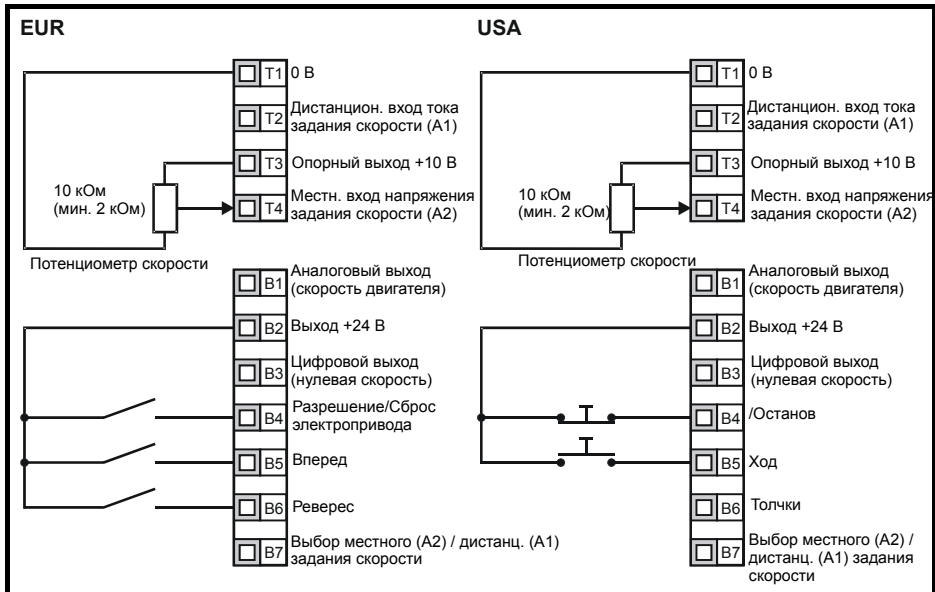 EUR
T1 0 В
T2 Дистанцион. вход тока
задания скорости (A1)
T3 Опорный выход +10 В
10 кОм
(мин. 2 кОм)
T4 Местн. вход напряжения
задания скорости (A2)
Потенциометр скорости
B1 Аналоговый выход
(скорость двигателя)
B2 Выход +24 В
B3 Цифровой выход
(нулевая скорость)
B4 Разрешение/Сброс
электропривода
B5 Вперед
B6 Реверес
B7 Выбор местного (A2) / дистанц. (A1)
задания скорости
USA
T1 0 В
T2 Дистанцион. вход тока
задания скорости (A1)
T3 Опорный выход +10 В
10 кОм
(мин. 2 кОм)
T4 Местн. вход напряжения
задания скорости (A2)
Потенциометр скорости
B1 Аналоговый выход
(скорость двигателя)
B2 Выход +24 В
B3 Цифровой выход
(нулевая скорость)
B4 /Останов
B5 Ход
B6 Толчки
B7 Выбор местного (A2) /
дистанц. (A1) задания
скорости